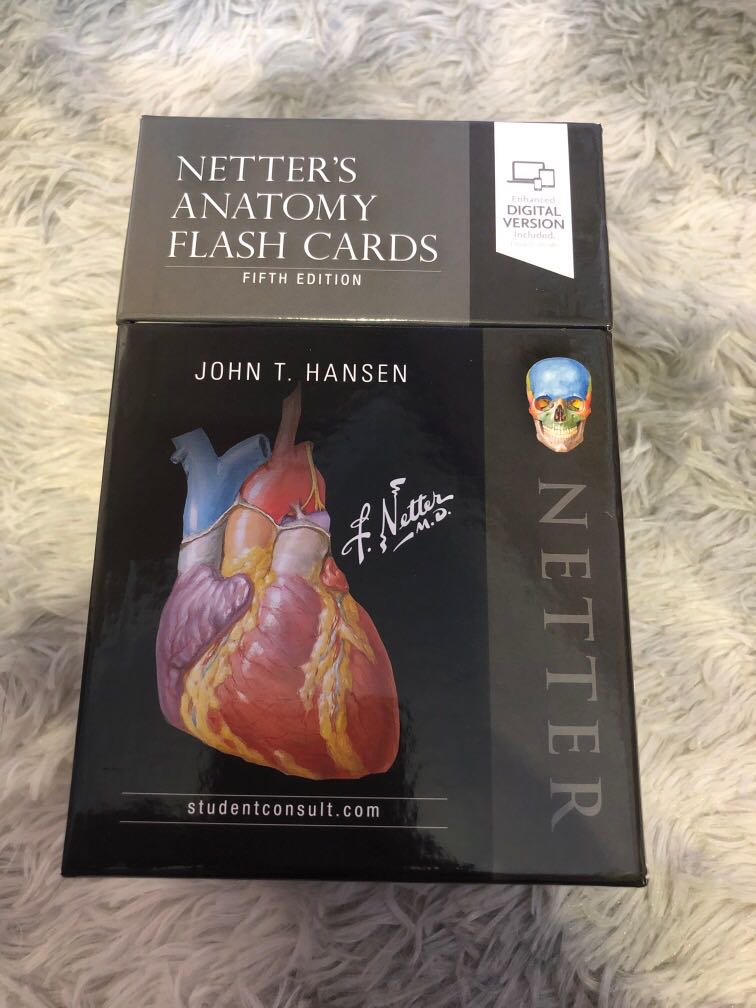 NETTER'S
ANATOMY
FLASH CARDS
FIFTH EDITION
Enhanced
DIGITAL
VERSION
Included.
JOHN T. HANSEN
F. Netter
M.D.
NETTER
studentconsult.com